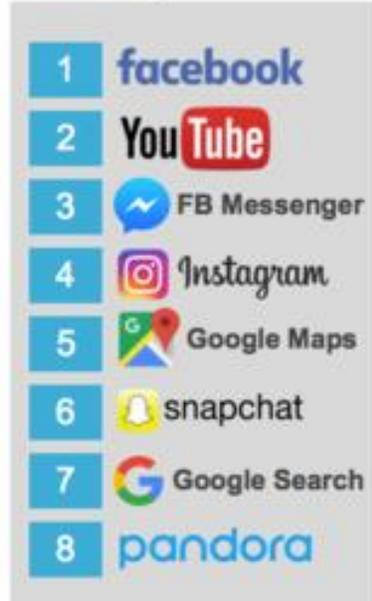 1 facebook
2 YouTube
3 FB Messenger
4 Instagram
5 G Google Maps
6 snapchat
7 G Google Search
8 pandora